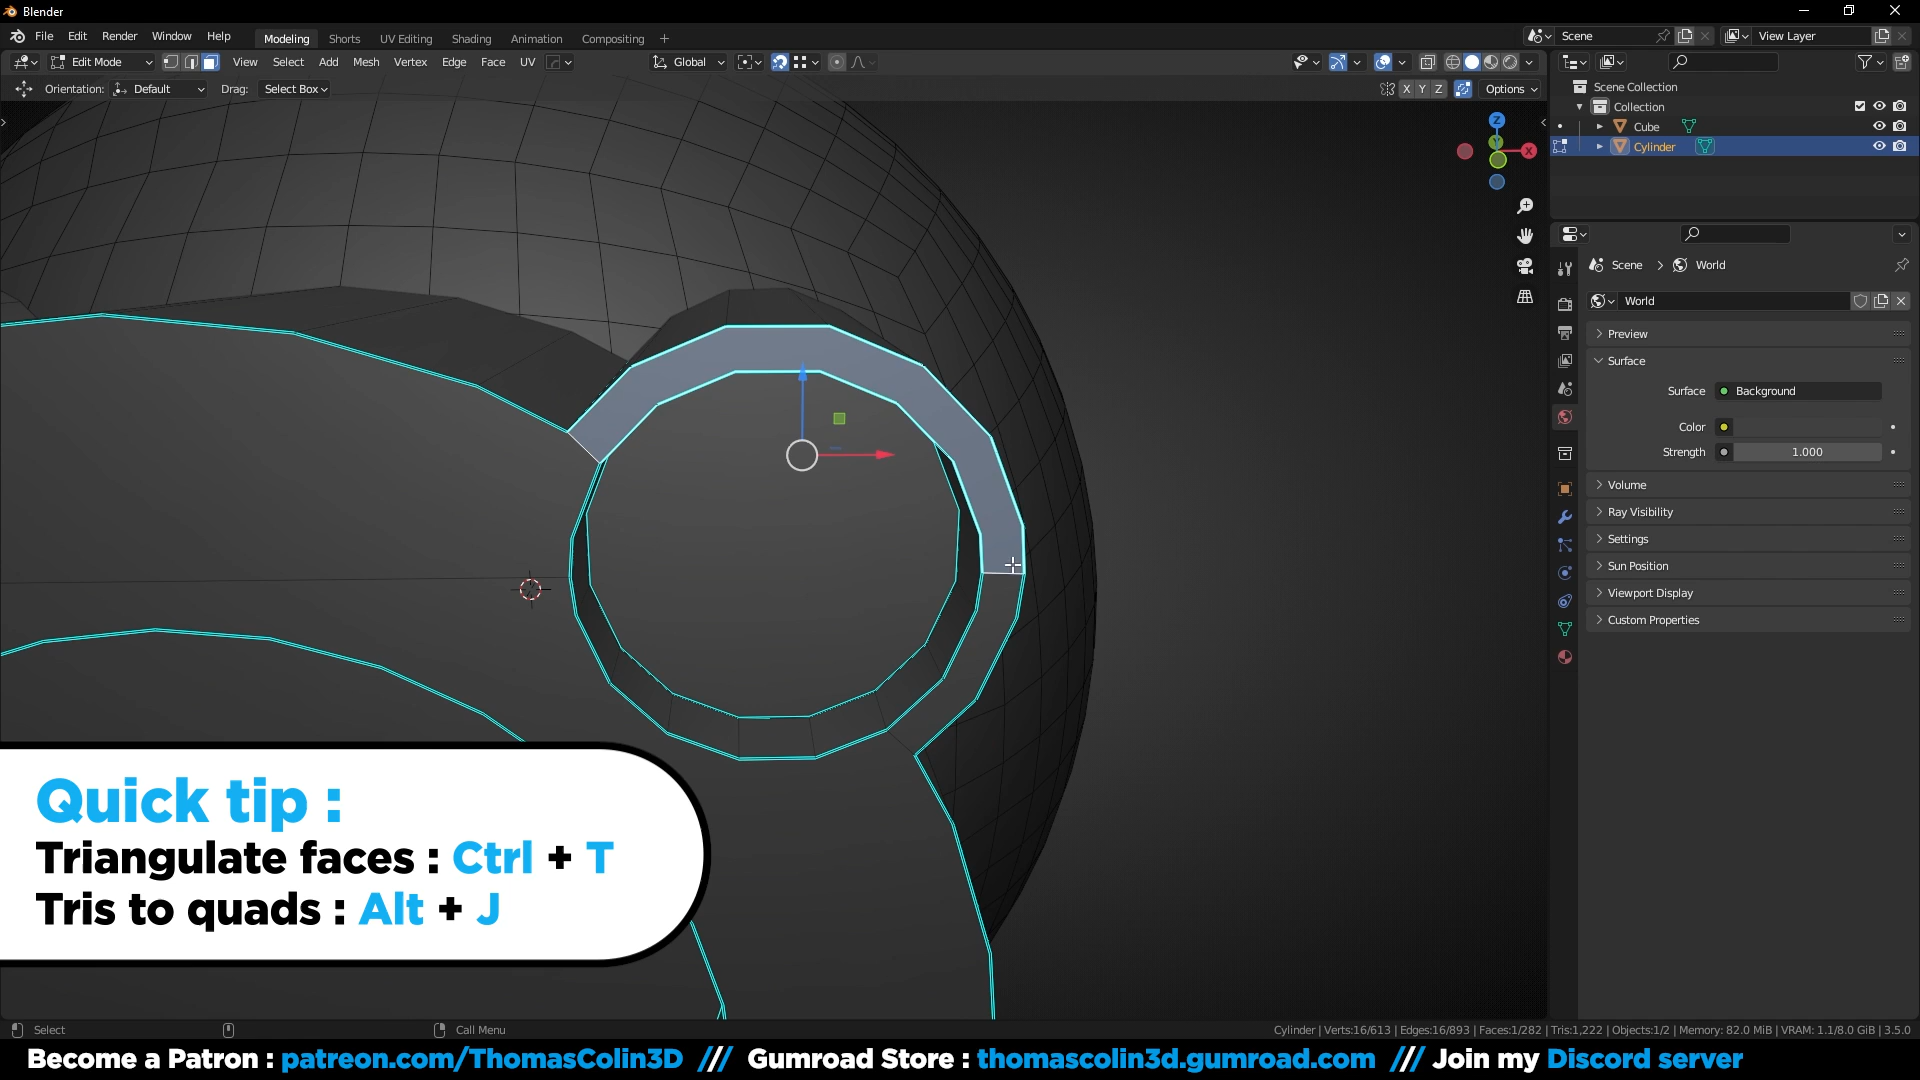 Blender
File Edit Render Window Help
Modeling Shorts UV Editing Shading Animation Compositing +
Scene
View Layer
Edit Mode View Select Add Mesh Vertex Edge Face UV
Global
Orientation: Default Drag: Select Box
X Y Z Options
Scene Collection
Collection
Cube
Cylinder
Z
X
Scene > World
World
Preview
Surface
Surface Background
Color
Strength 1.000
Volume
Ray Visibility
Settings
Sun Position
Viewport Display
Custom Properties
Quick tip :
Triangulate faces : Ctrl + T
Tris to quads : Alt + J
Select
Call Menu
Cylinder | Verts:16/613 | Edges:16/893 | Faces:1/282 | Tris:1,222 | Objects:1/2 | Memory: 82.0 MiB | VRAM: 1.1/8.0 GiB | 3.5.0
Become a Patron : patreon.com/ThomasColin3D /// Gumroad Store : thomascolin3d.gumroad.com /// Join my Discord server